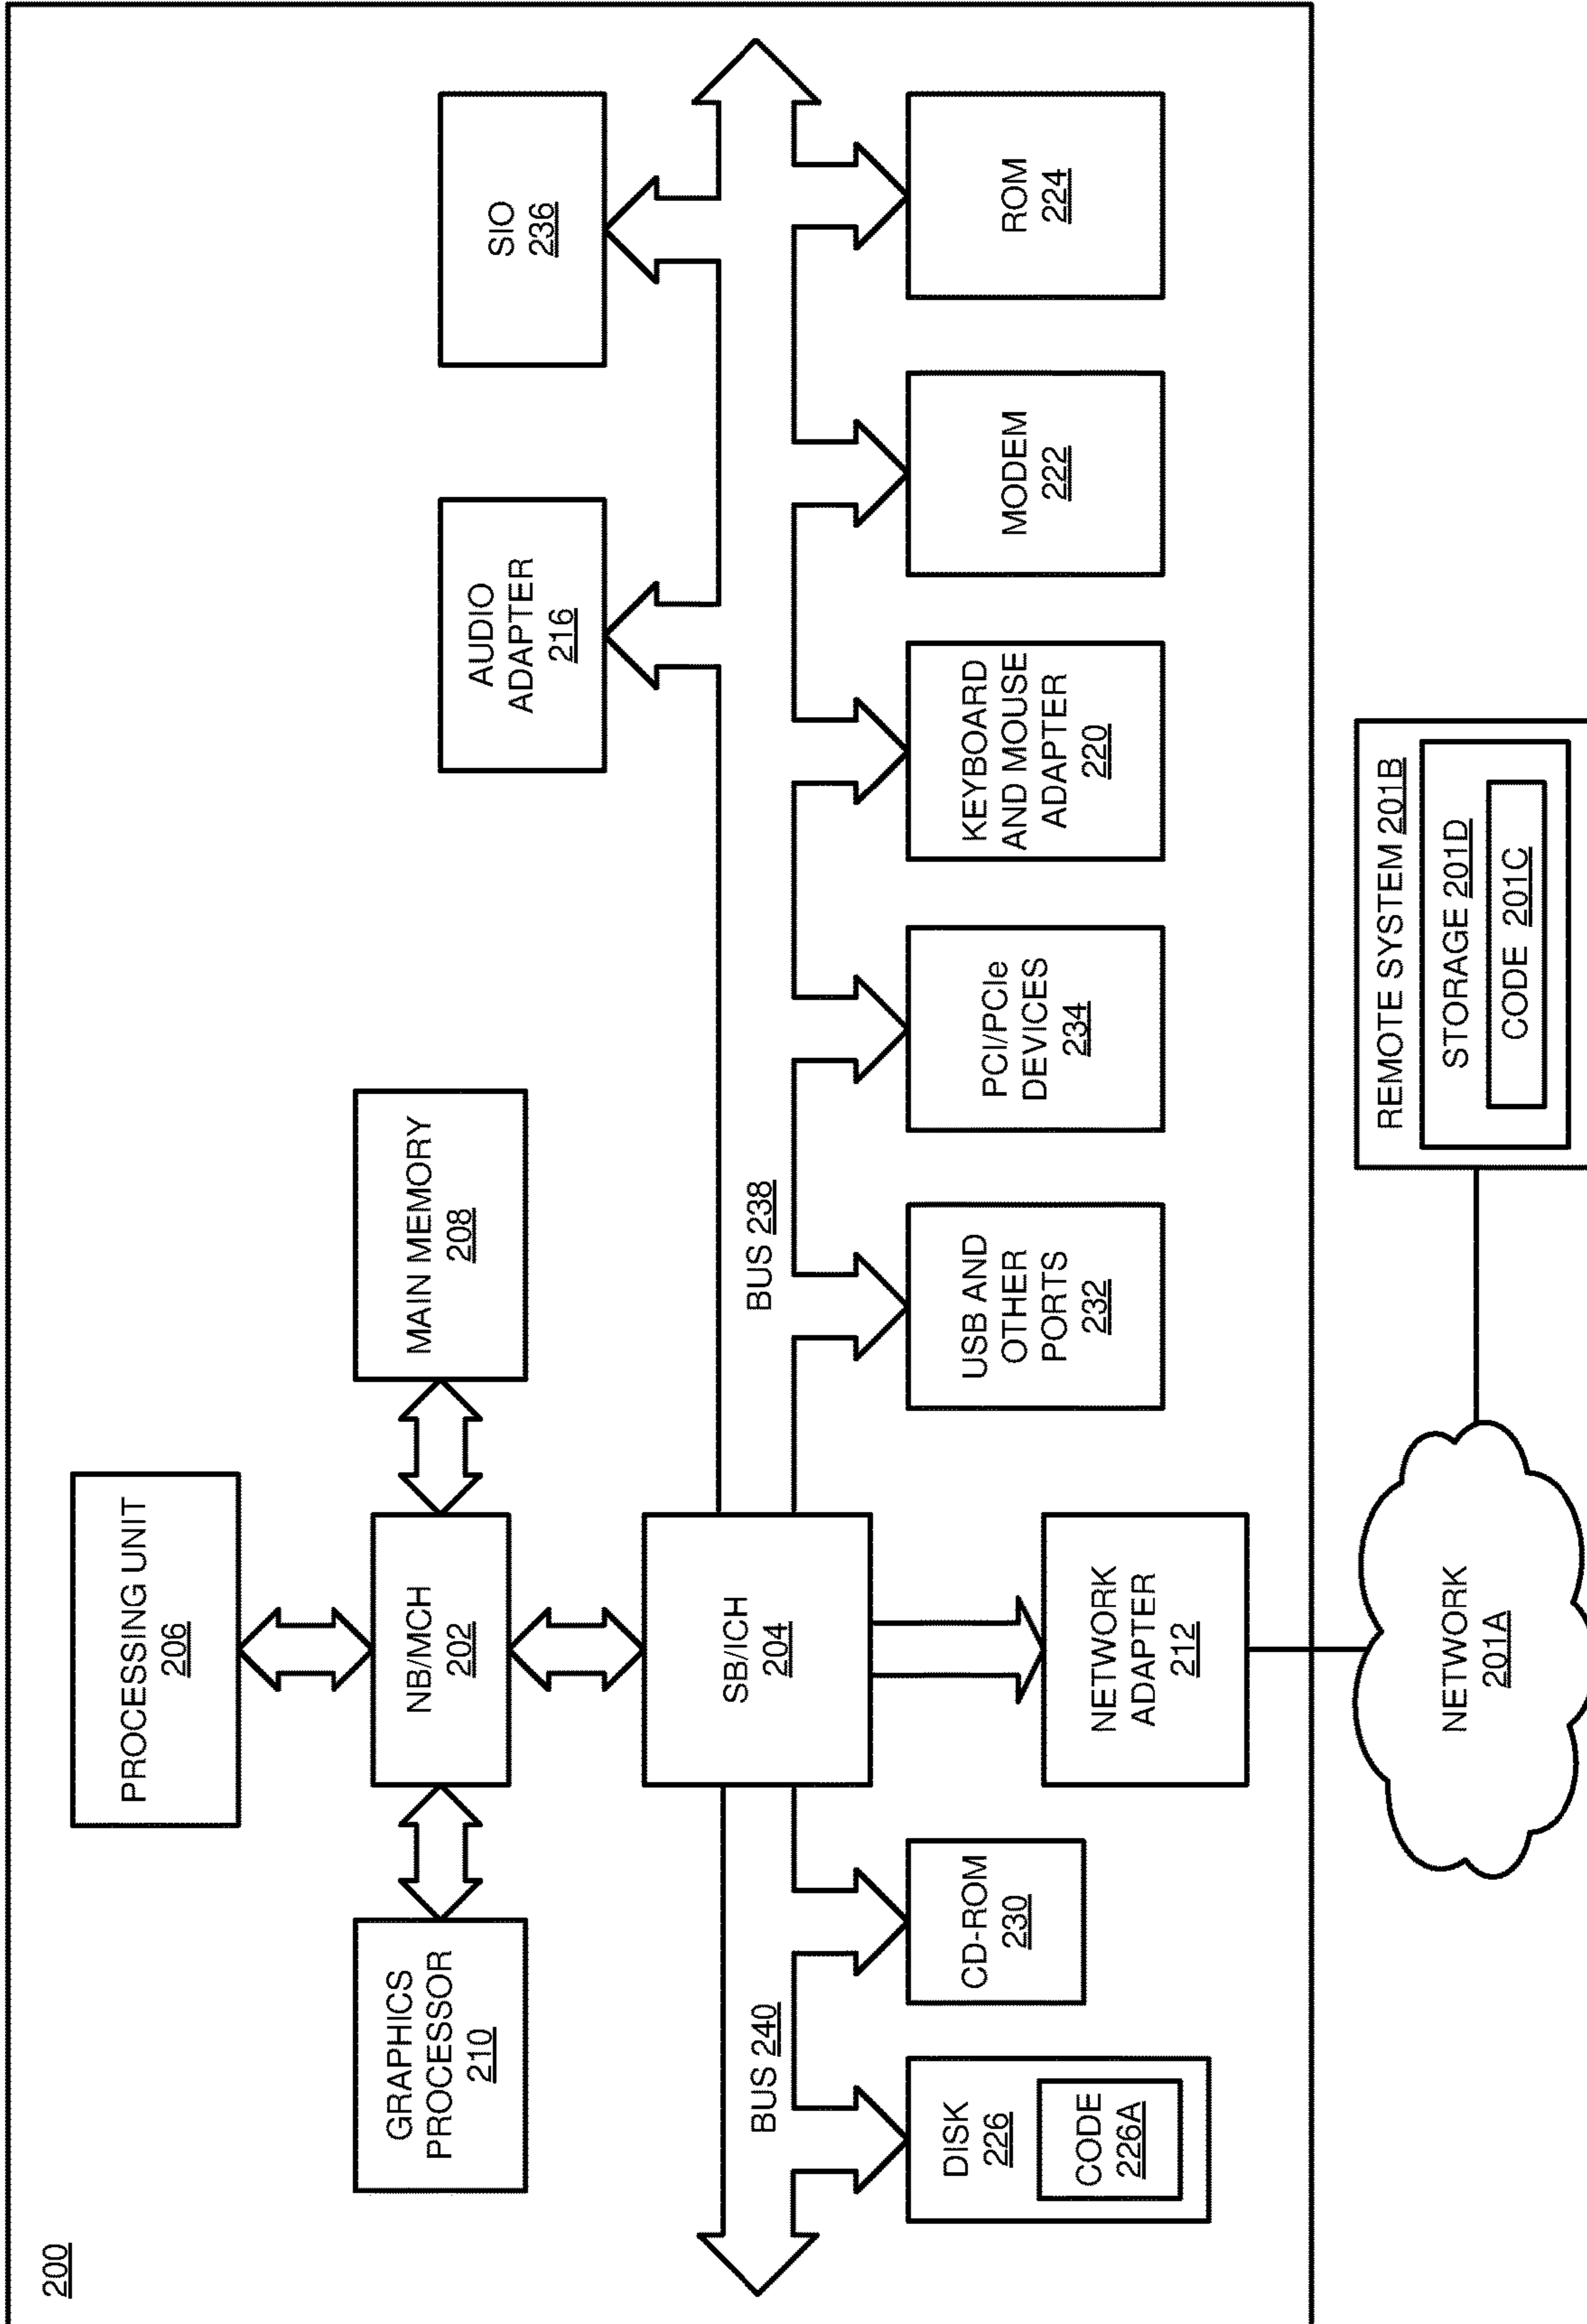 200
PROCESSING UNIT
206
GRAPHICS
PROCESSOR
210
NB/MCH
202
MAIN MEMORY
208
AUDIO
ADAPTER
216
SIO
236
SB/ICH
204
BUS 240
BUS 238
DISK
226
CODE
226A
CD-ROM
230
NETWORK
ADAPTER
212
USB AND
OTHER
PORTS
232
PCI/PCIe
DEVICES
234
KEYBOARD
AND MOUSE
ADAPTER
220
MODEM
222
ROM
224
NETWORK
201A
REMOTE SYSTEM 201B
STORAGE 201D
CODE 201C